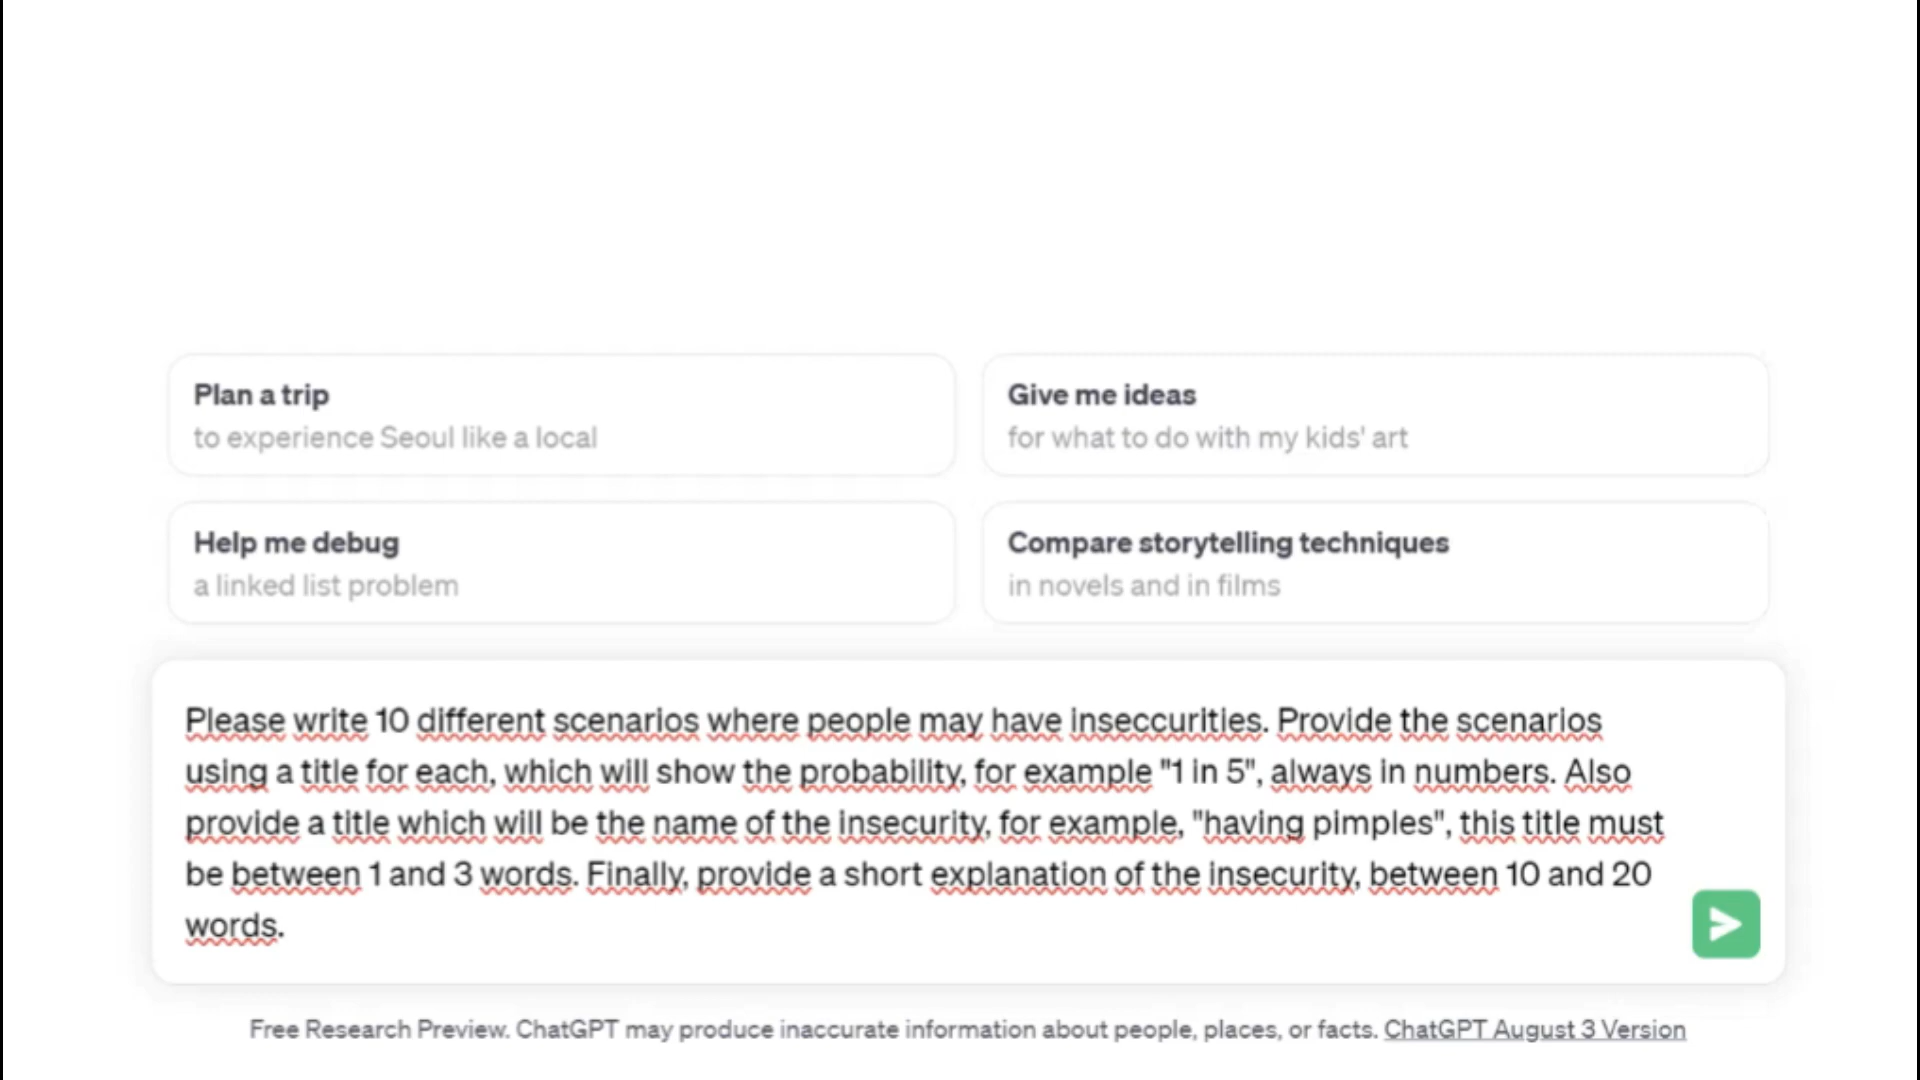 Plan a trip
to experience Seoul like a local
Give me ideas
for what to do with my kids' art
Help me debug
a linked list problem
Compare storytelling techniques
in novels and in films
Please write 10 different scenarios where people may have inseccurities. Provide the scenarios
using a title for each, which will show the probability, for example "1 in 5", always in numbers. Also
provide a title which will be the name of the insecurity, for example, "having pimples", this title must
be between 1 and 3 words. Finally, provide a short explanation of the insecurity, between 10 and 20
words.
Free Research Preview. ChatGPT may produce inaccurate information about people, places, or facts. ChatGPT August 3 Version